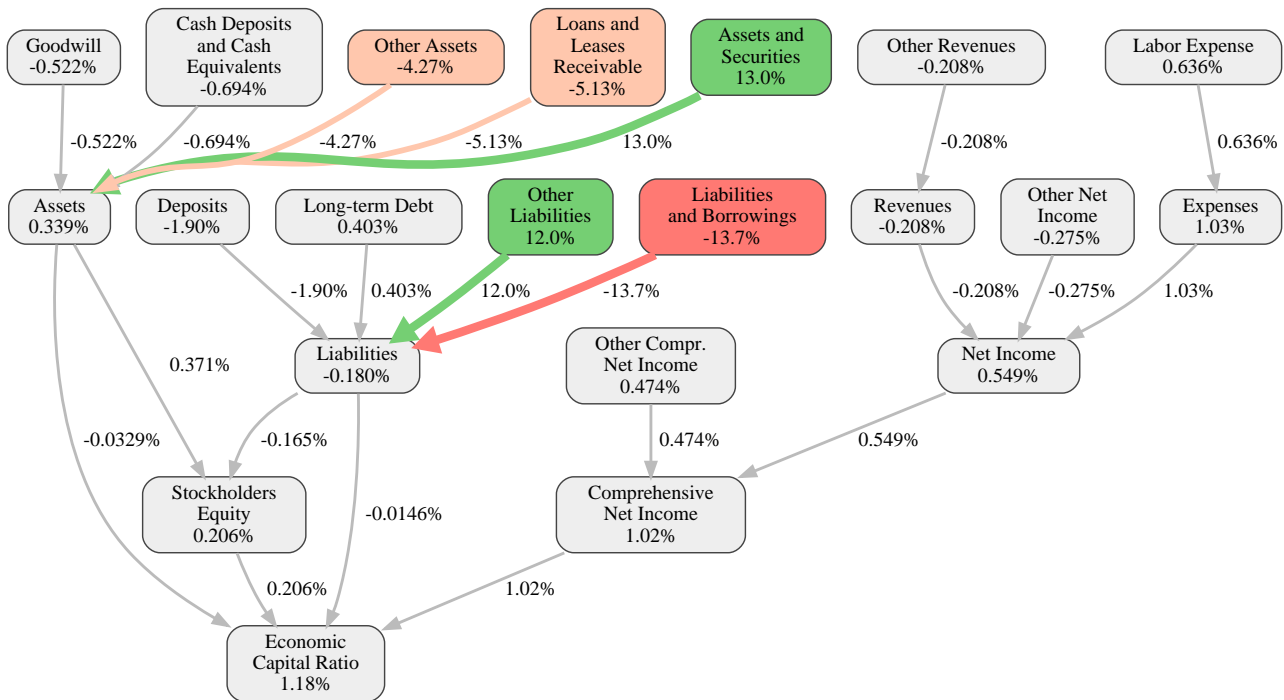 Goodwill
-0.522%
Cash Deposits
and Cash
Equivalents
-0.694%
Other Assets
-4.27%
Loans and
Leases
Receivable
-5.13%
Assets and
Securities
13.0%
Other Revenues
-0.208%
Labor Expense
0.636%
-0.522%
-0.694%
-4.27%
-5.13%
13.0%
-0.208%
0.636%
Assets
0.339%
Deposits
-1.90%
Long-term Debt
0.403%
Other
Liabilities
12.0%
Liabilities
and Borrowings
-13.7%
Revenues
-0.208%
Other Net
Income
-0.275%
Expenses
1.03%
-1.90%
0.403%
12.0%
-13.7%
-0.208%
-0.275%
1.03%
Liabilities
-0.180%
Other Compr.
Net Income
0.474%
Net Income
0.549%
0.371%
-0.0329%
-0.165%
0.474%
0.549%
Stockholders
Equity
0.206%
-0.0146%
Comprehensive
Net Income
1.02%
0.206%
1.02%
Economic
Capital Ratio
1.18%